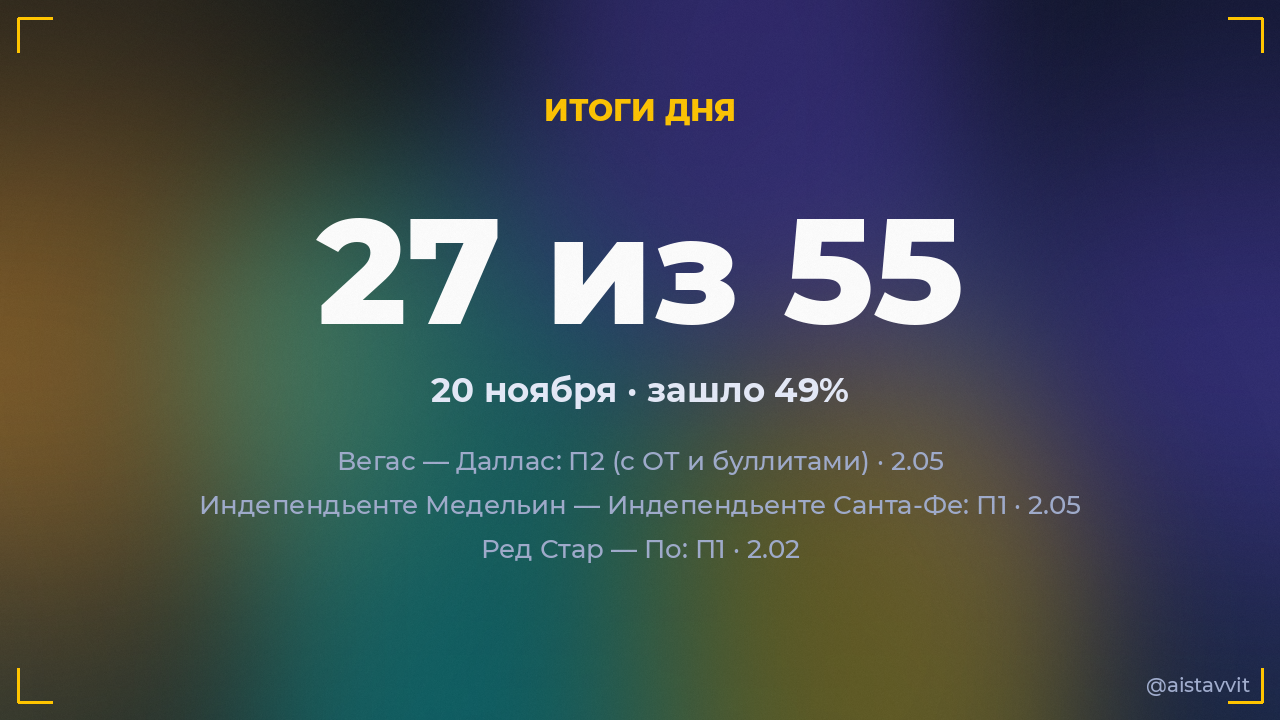 ИТОГИ ДНЯ
27 из 55
20 ноября · зашло 49%
Вегас — Даллас: П2 (с ОТ и буллитами) · 2.05
Индепендьенте Медельин — Индепендьенте Санта-Фе: П1 · 2.05
Ред Стар — По: П1 · 2.02
@aistavvit